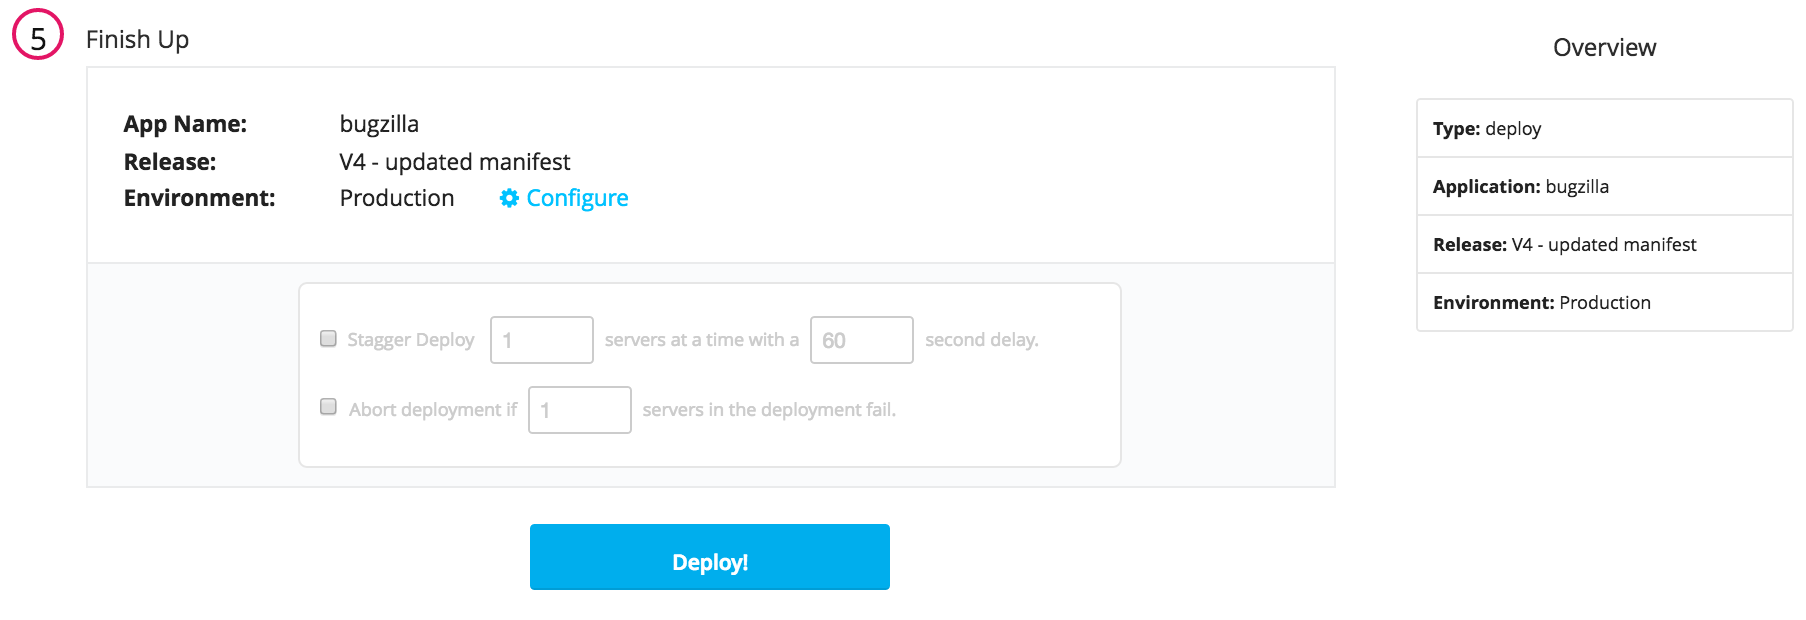 5 Finish Up
App Name: bugzilla
Release: V4 - updated manifest
Environment: Production Configure
Stagger Deploy 1 servers at a time with a 60 second delay.
Abort deployment if 1 servers in the deployment fail.
Deploy!
Overview
Type: deploy
Application: bugzilla
Release: V4 - updated manifest
Environment: Production